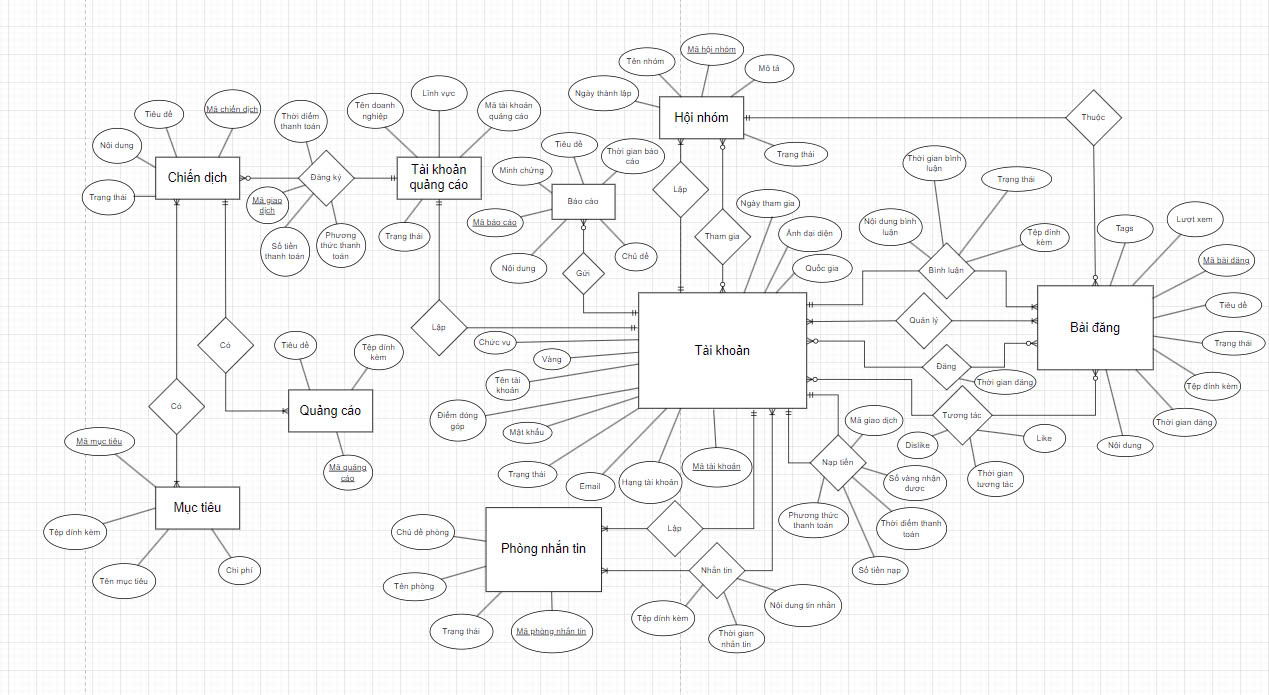 Mã hội nhóm
Tên nhóm
Mô tả
Ngày thành lập
Hội nhóm
Trạng thái
Thuộc
Lĩnh vực
Tên doanh
nghiệp
Mã tài khoản
quảng cáo
Tài khoản
quảng cáo
Trạng thái
Mã chiến dịch
Tiêu đề
Nội dung
Trạng thái
Chiến dịch
Thời điểm
thanh toán
Đăng ký
Mã giao
dịch
Số tiền
thanh toán
Phương
thức thanh
toán
Tiêu đề
Thời gian báo
cáo
Minh chứng
Báo cáo
Mã báo cáo
Nội dung
Chủ đề
Gửi
Lập
Tham gia
Ngày tham gia
Ảnh đại diện
Quốc gia
Thời gian bình
luận
Trạng thái
Nội dung bình
luận
Tệp đính
kèm
Bình luận
Tags
Lượt xem
Mã bài đăng
Tiêu đề
Trạng thái
Tệp đính kèm
Thời gian đăng
Nội dung
Bài đăng
Quản lý
Đăng
Thời gian đăng
Tương tác
Dislike
Like
Thời gian
tương tác
Lập
Tài khoản
Chức vụ
Vàng
Tên tài
khoản
Điểm đóng
góp
Mật khẩu
Trạng thái
Email
Hạng tài khoản
Mã tài khoản
Nạp tiền
Mã giao dịch
Số vàng nhận
được
Phương thức
thanh toán
Thời điểm thanh
toán
Số tiền nạp
Có
Có
Tiêu đề
Tệp đính
kèm
Quảng cáo
Mã quảng
cáo
Mã mục tiêu
Mục tiêu
Tệp đính kèm
Tên mục tiêu
Chi phí
Phòng nhắn tin
Chủ đề phòng
Tên phòng
Trạng thái
Mã phòng nhắn tin
Lập
Nhắn tin
Tệp đính kèm
Thời gian
nhắn tin
Nội dung tin nhắn